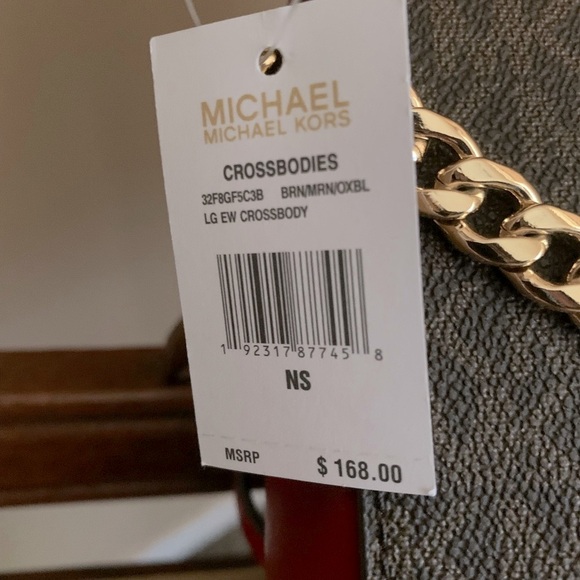 MICHAEL
MICHAEL KORS
CROSSBODIES
32F8GF5C3B BRN/MRN/OXBL
LG EW CROSSBODY
1 92317 87745 8
NS
MSRP $ 168.00